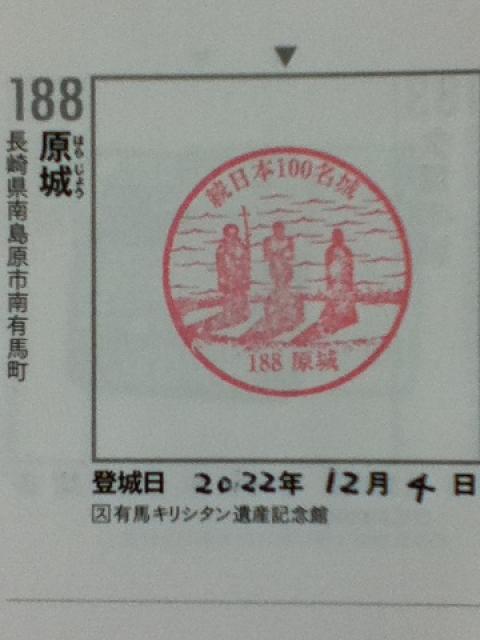 188
原城
はらじょう
長崎県南島原市南有馬町
続日本100名城
188 原城
登城日 2022年 12月 4日
ス有馬キリシタン遺産記念館